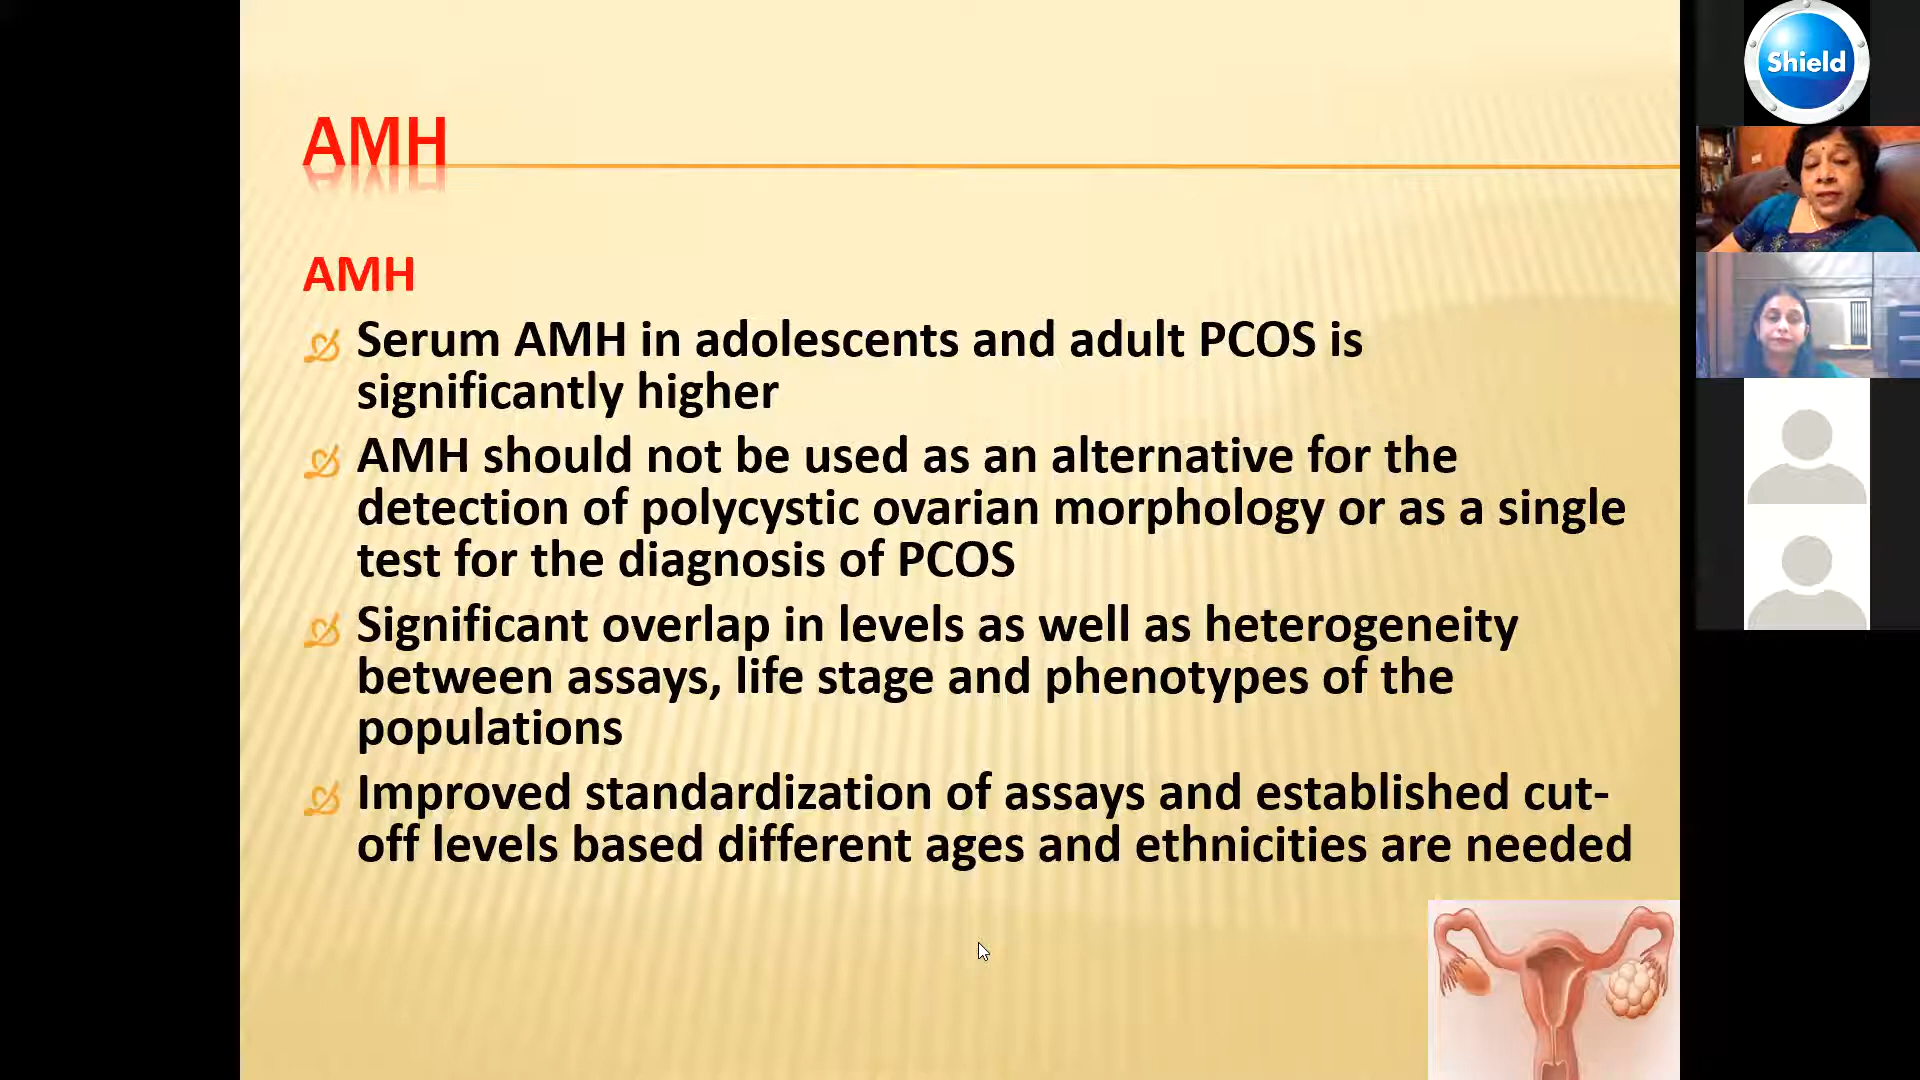 AMH
AMH
Serum AMH in adolescents and adult PCOS is
significantly higher
AMH should not be used as an alternative for the
detection of polycystic ovarian morphology or as a single
test for the diagnosis of PCOS
Significant overlap in levels as well as heterogeneity
between assays, life stage and phenotypes of the
populations
Improved standardization of assays and established cut-
off levels based different ages and ethnicities are needed
Shield